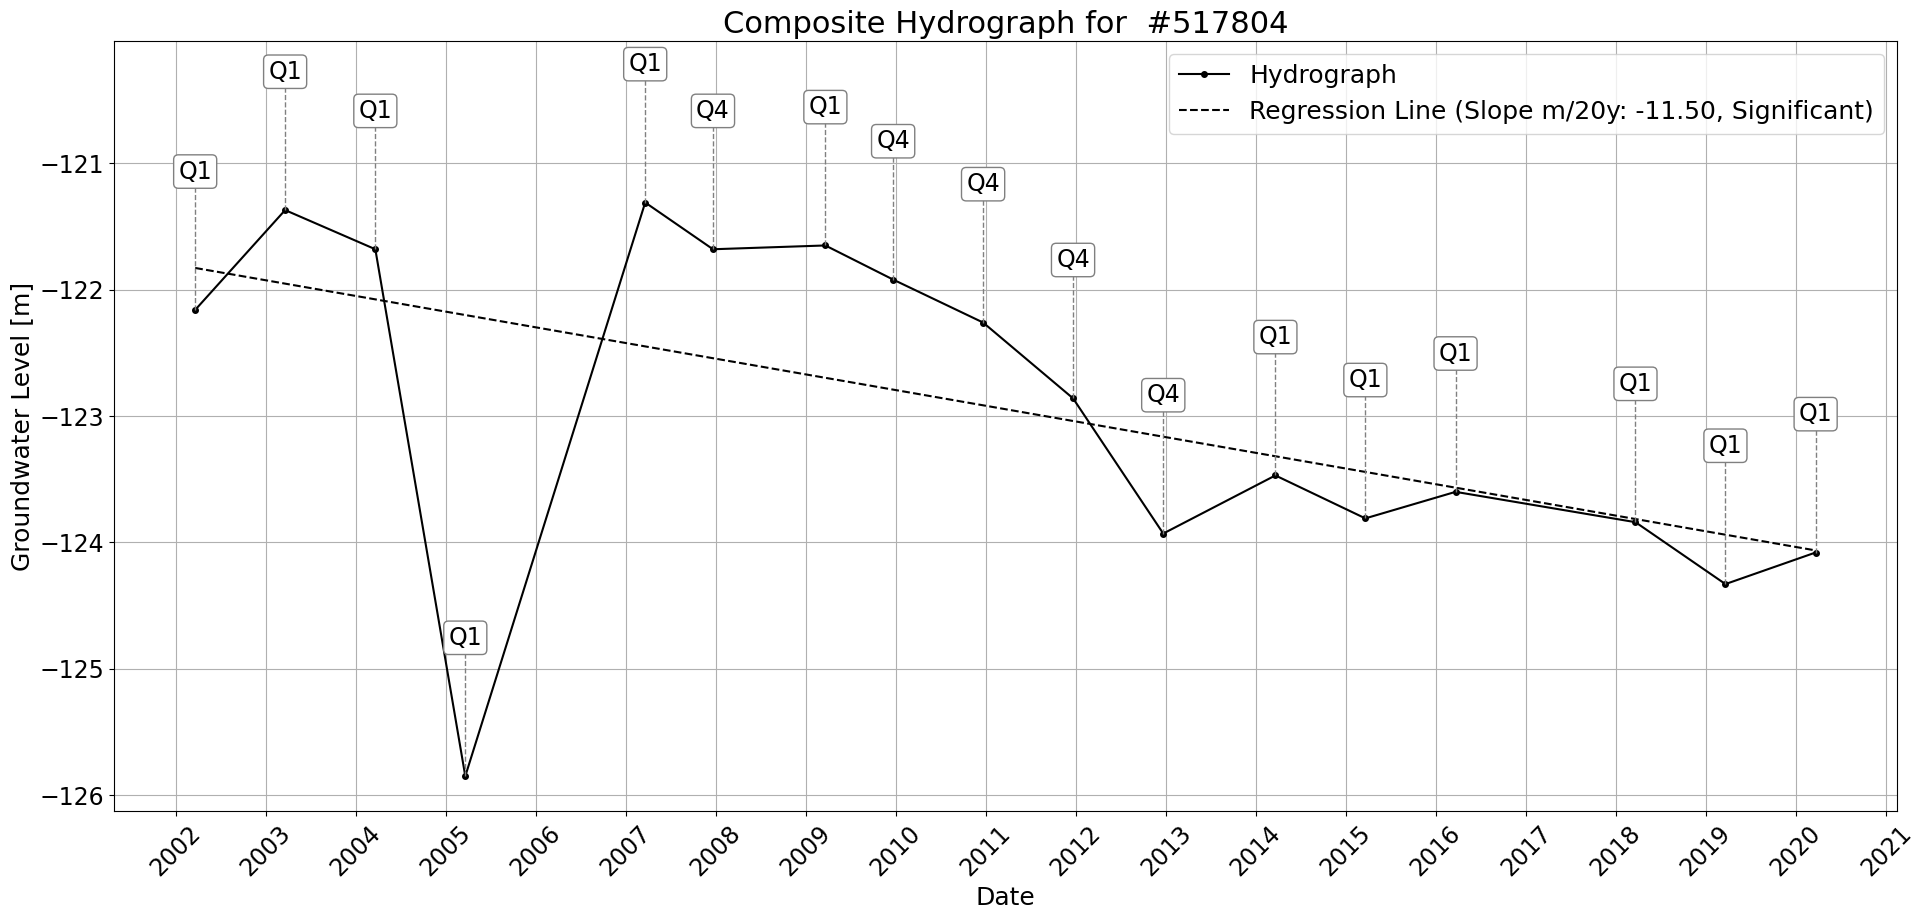 Composite Hydrograph for  #517804
Hydrograph
Regression Line (Slope m/20y: -11.50, Significant)
Q1
Q1
Q1
Q1
Q1
Q4
Q1
Q4
Q4
Q4
Q4
Q1
Q1
Q1
Q1
Q1
Q1
Groundwater Level [m]
−121
−122
−123
−124
−125
−126
2002
2003
2004
2005
2006
2007
2008
2009
2010
2011
2012
2013
2014
2015
2016
2017
2018
2019
2020
2021
Date